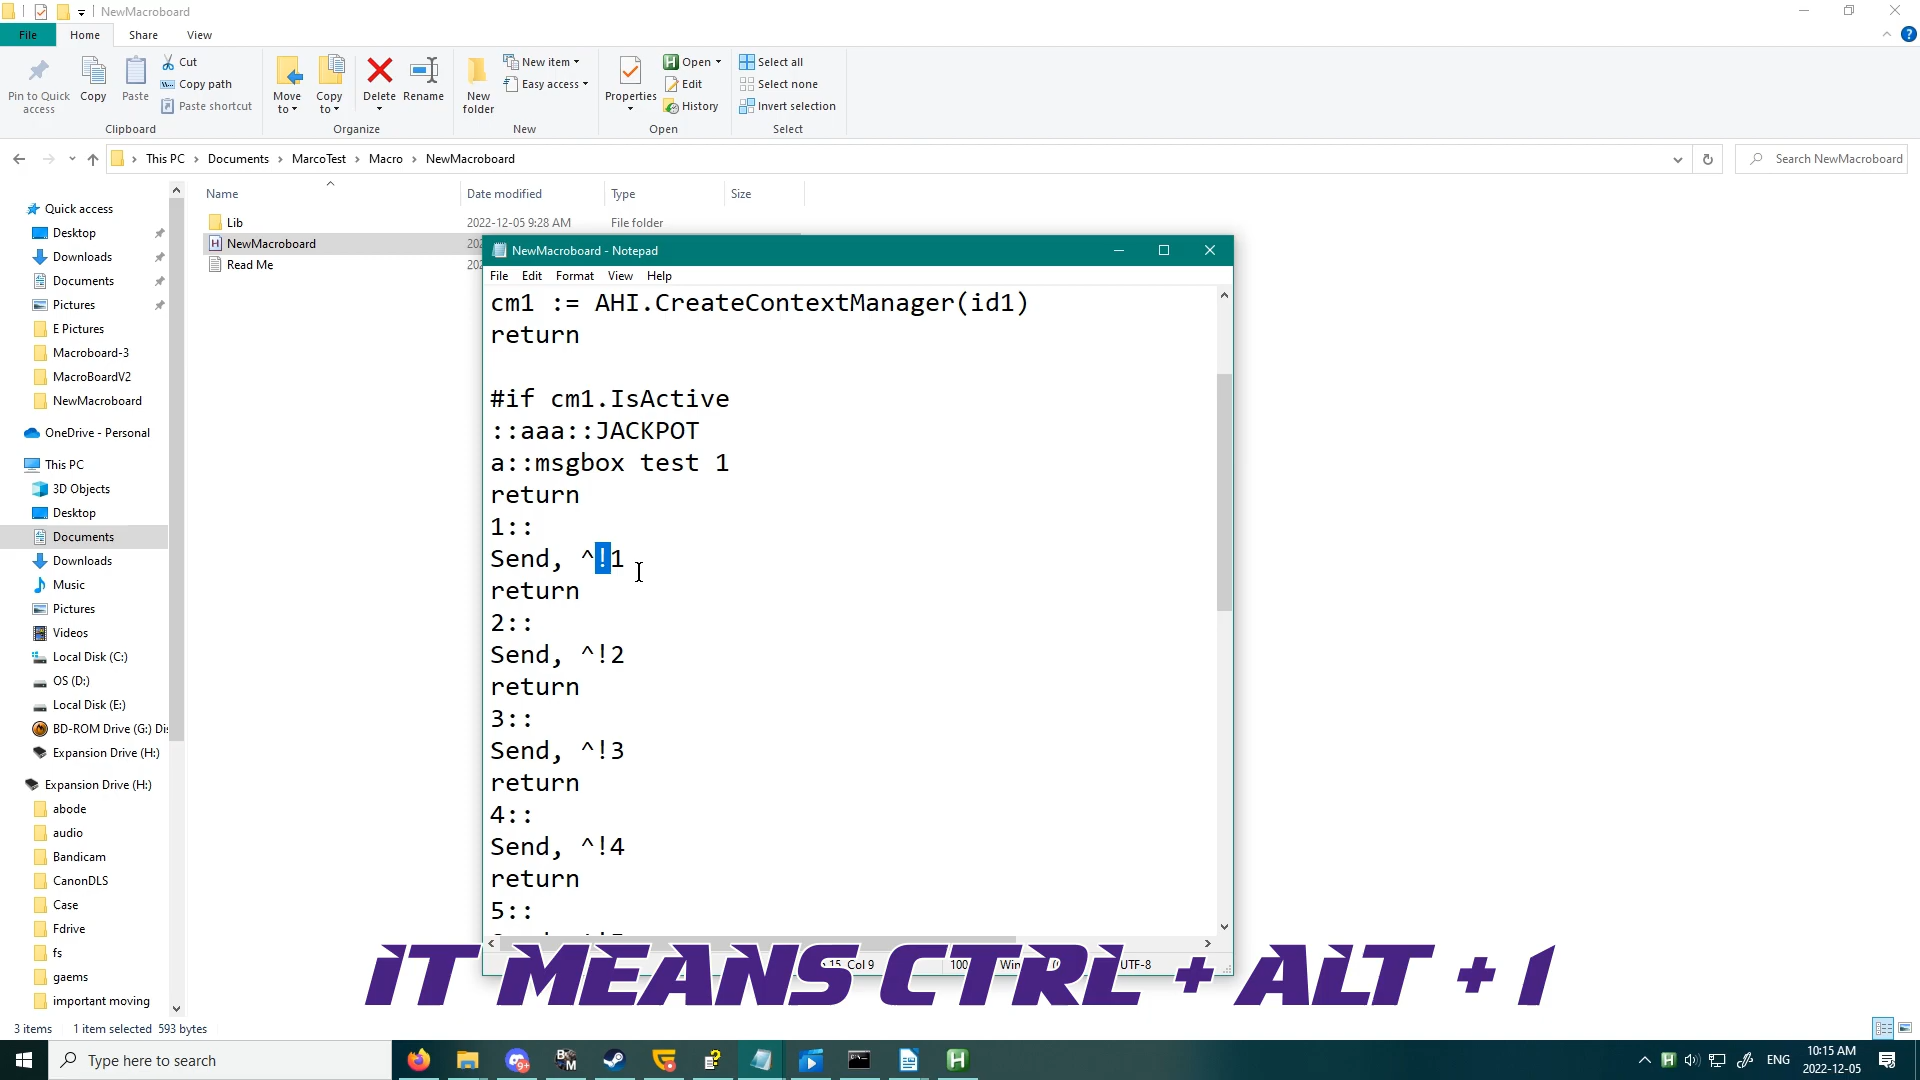 NewMacroboard
File
Home
Share
View
Pin to Quick access
Copy
Paste
Cut
Copy path
Paste shortcut
Clipboard
Move to
Copy to
Delete
Rename
Organize
New folder
New item
Easy access
New
Properties
Open
Edit
History
Open
Select all
Select none
Invert selection
Select
This PC > Documents > MarcoTest > Macro > NewMacroboard
Search NewMacroboard
Name
Date modified
Type
Size
Lib
2022-12-05 9:28 AM
File folder
NewMacroboard
Read Me
Quick access
Desktop
Downloads
Documents
Pictures
E Pictures
Macroboard-3
MacroBoardV2
NewMacroboard
OneDrive - Personal
This PC
3D Objects
Desktop
Documents
Downloads
Music
Pictures
Videos
Local Disk (C:)
OS (D:)
Local Disk (E:)
BD-ROM Drive (G:) Dis
Expansion Drive (H:)
Expansion Drive (H:)
abode
audio
Bandicam
CanonDLS
Case
Fdrive
fs
gaems
important moving
NewMacroboard - Notepad
File Edit Format View Help
cm1 := AHI.CreateContextManager(id1)
return
#if cm1.IsActive
::aaa::JACKPOT
a::msgbox test 1
return
1::
Send, ^!1
return
2::
Send, ^!2
return
3::
Send, ^!3
return
4::
Send, ^!4
return
5::
15, Col 9
100
Win
UTF-8
IT MEANS CTRL + ALT + 1
3 items
1 item selected 593 bytes
Type here to search
ENG
10:15 AM
2022-12-05